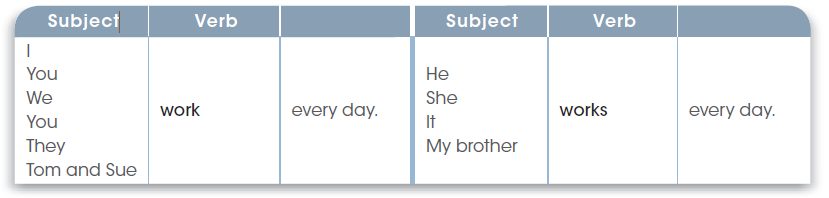 Subject Verb Subject Verb
I
You
We
You
They
Tom and Sue
work
every day.
He
She
It
My brother
works
every day.